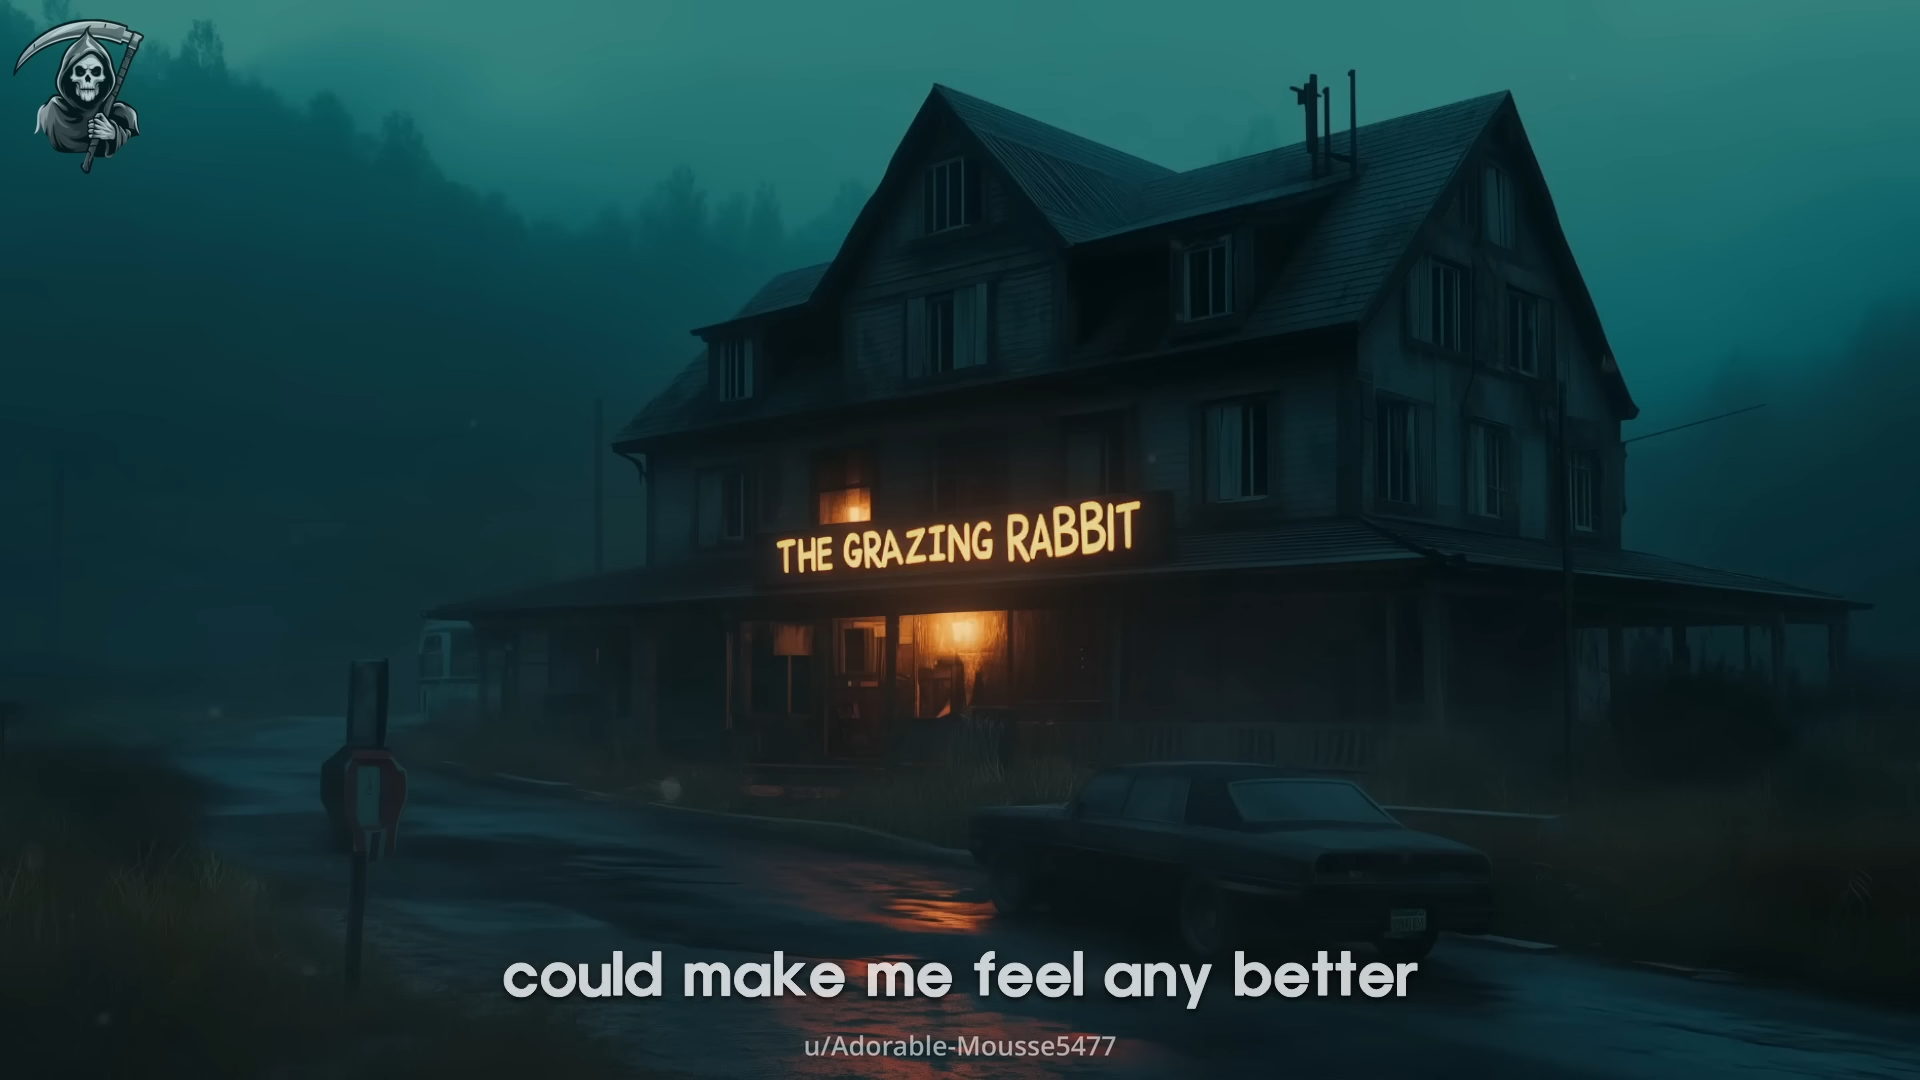 THE GRAZING RABBIT
could make me feel any better
u/Adorable-Mousse5477